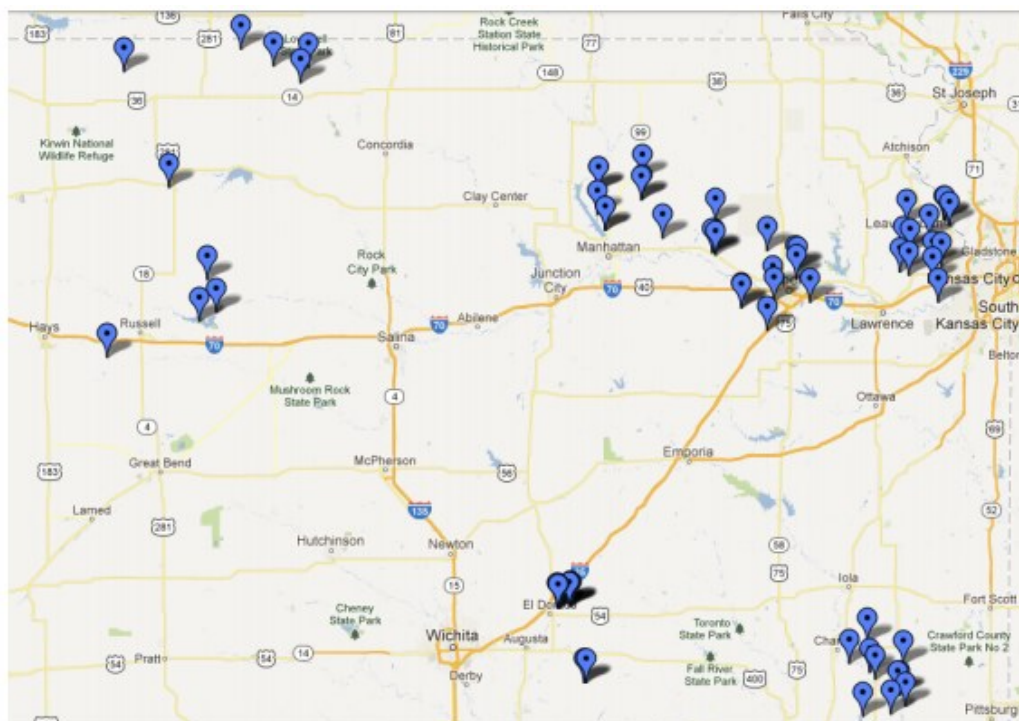 136
183
281
81
Rock Creek
Station State
Historical Park
77
Falls City
229
148
36
36
36
14
St Joseph
99
Kirwin National
Wildlife Refuge
Concordia
Atchison
71
Clay Center
Rock
City Park
Manhattan
Gladstone
18
Junction
City
70
40
Kansas City
70
Hays
Russell
70
Abilene
70
Salina
75
Lawrence
South
Kansas City
Belton
Mushroom Rock
State Park
4
Ottawa
4
69
Great Bend
McPherson
56
Emporia
183
Larned
135
52
281
Hutchinson
Newton
56
75
15
Iola
Cheney
State Park
El Dorado
54
Fort Scott
Wichita
Augusta
Toronto
State Park
Crawford County
State Park No 2
54
Pratt
54
14
54
Derby
Fall River
State Park
400
75
Pittsburg